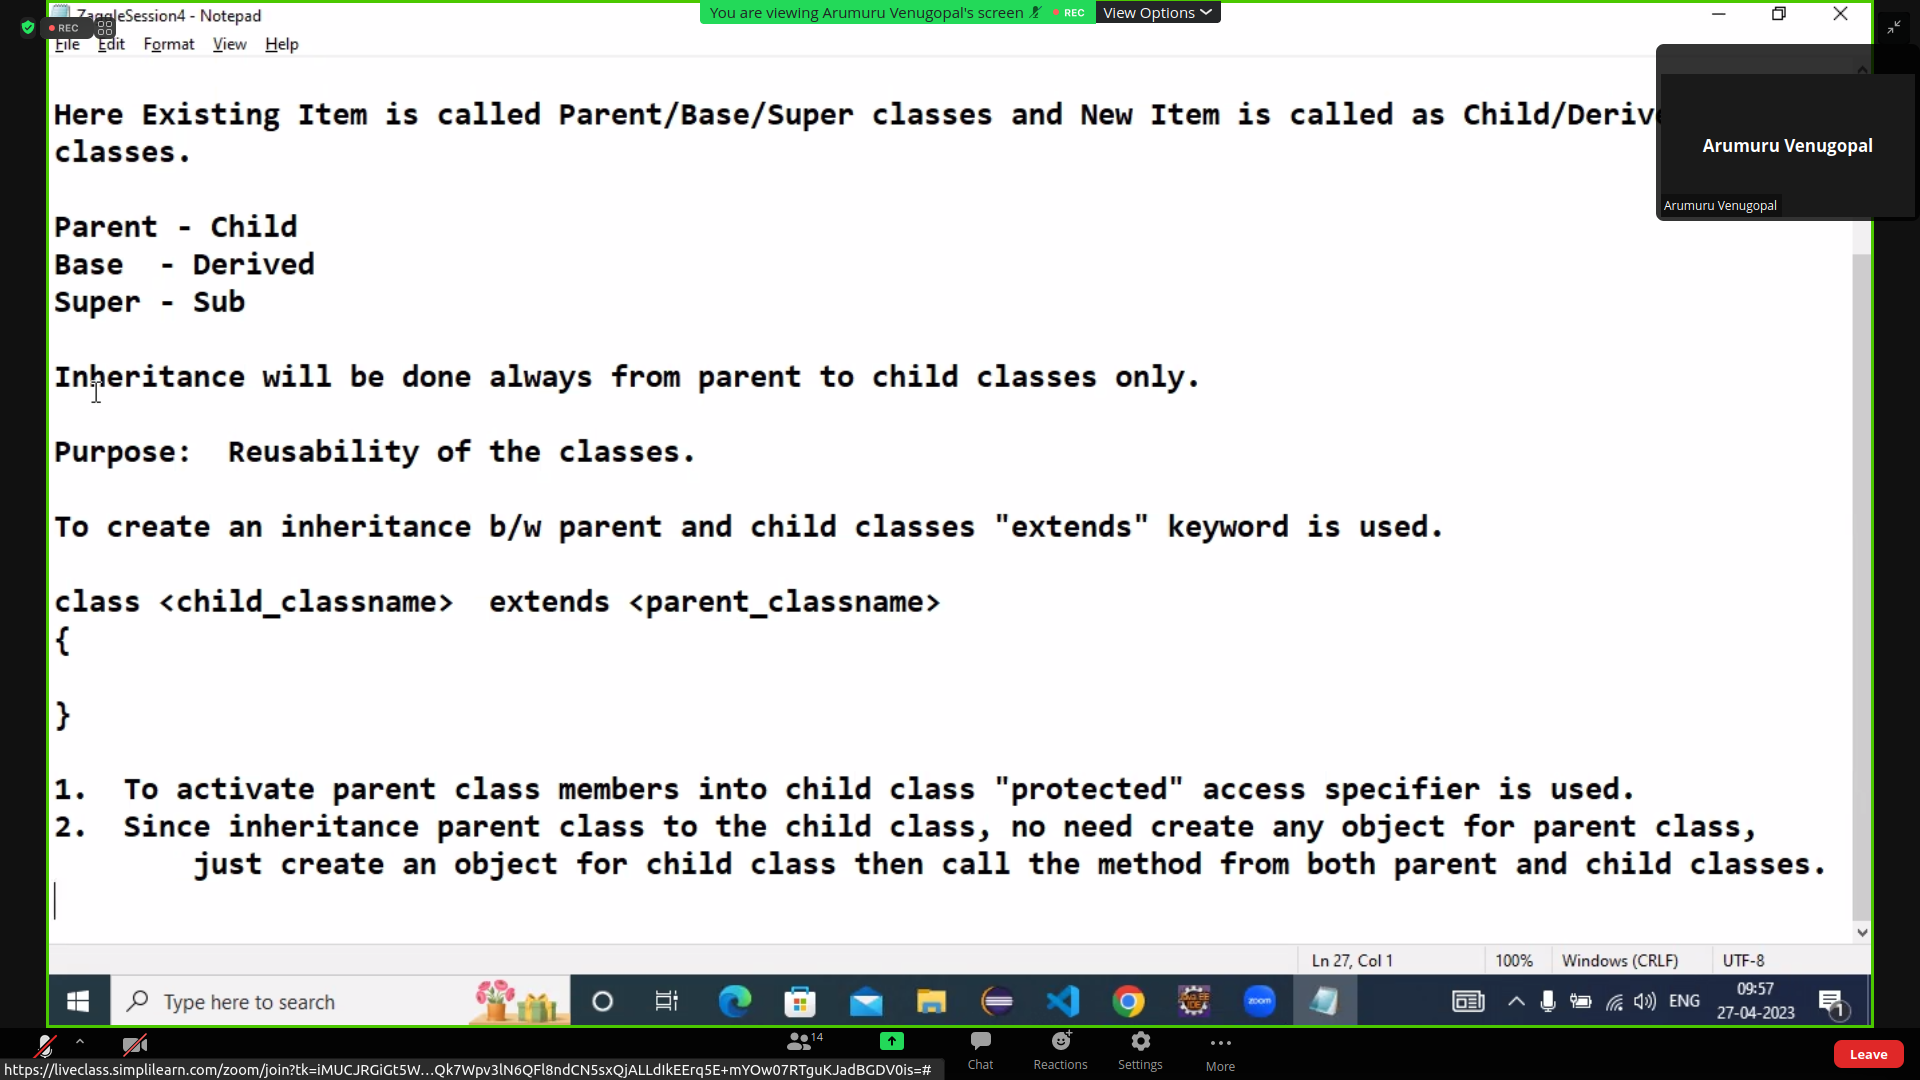 ZaggleSession4 - Notepad
You are viewing Arumuru Venugopal's screen REC View Options
REC
File Edit Format View Help
Here Existing Item is called Parent/Base/Super classes and New Item is called as Child/Deriv
classes.
Arumuru Venugopal
Arumuru Venugopal
Parent - Child
Base - Derived
Super - Sub
Inheritance will be done always from parent to child classes only.
Purpose: Reusability of the classes.
To create an inheritance b/w parent and child classes "extends" keyword is used.
class <child_classname> extends <parent_classname>
{
}
1. To activate parent class members into child class "protected" access specifier is used.
2. Since inheritance parent class to the child class, no need create any object for parent class,
just create an object for child class then call the method from both parent and child classes.
Ln 27, Col 1 100% Windows (CRLF) UTF-8
Type here to search
zoom
ENG
09:57
27-04-2023
1
14
Chat Reactions Settings More
Leave
https://liveclass.simplilearn.com/zoom/join?tk=iMUCJRGiGt5W...Qk7Wpv3lN6QFl8ndCN5sxQjALLdIkEErq5E+mYOw07RTguKJadBGDV0is=#